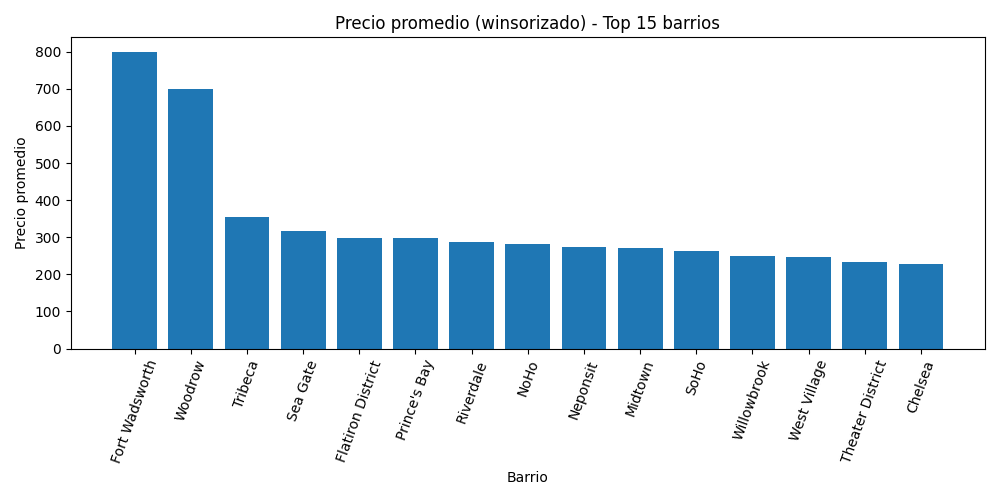 Precio promedio (winsorizado) - Top 15 barrios
Precio promedio
800
700
600
500
400
300
200
100
0
Fort Wadsworth
Woodrow
Tribeca
Sea Gate
Flatiron District
Prince's Bay
Riverdale
NoHo
Neponsit
Midtown
SoHo
Willowbrook
West Village
Theater District
Chelsea
Barrio